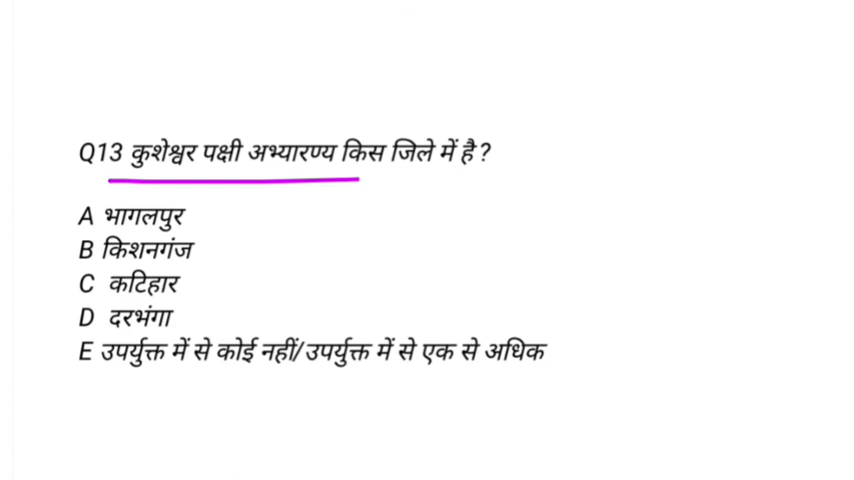 Q13 कुशेश्वर पक्षी अभ्यारण्य किस जिले में है?
A भागलपुर
B किशनगंज
C कटिहार
D दरभंगा
E उपर्युक्त में से कोई नहीं/उपर्युक्त में से एक से अधिक